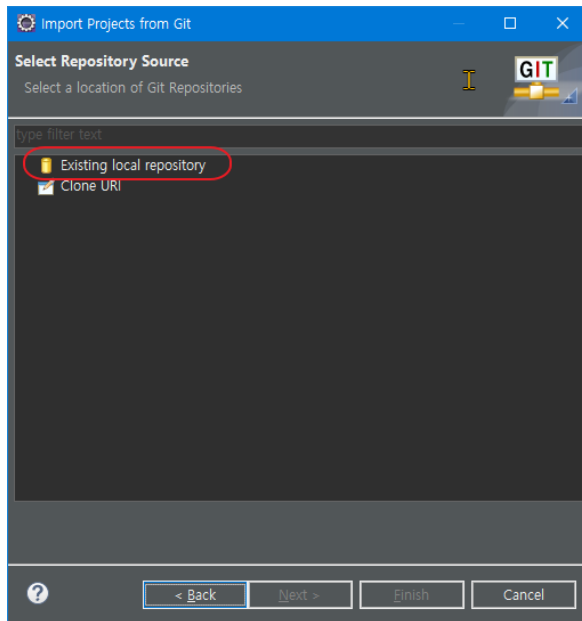 Import Projects from Git
Select Repository Source
Select a location of Git Repositories
GIT
type filter text
Existing local repository
Clone URI
?
< Back
Next >
Finish
Cancel